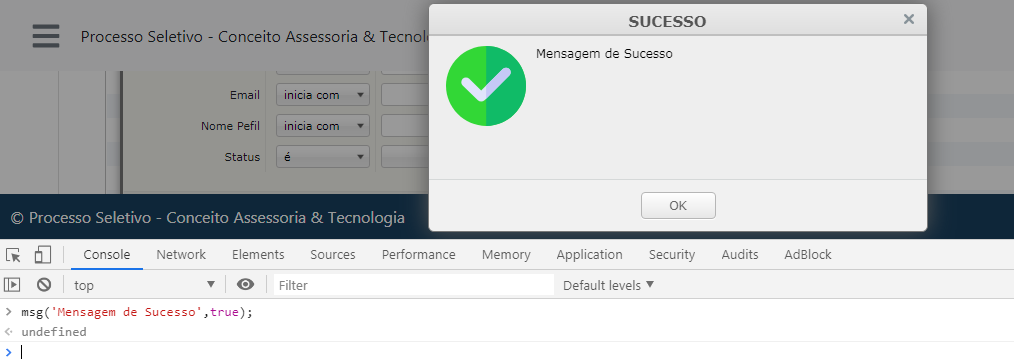 SUCESSO
Processo Seletivo - Conceito Assessoria & Tecnolo
Mensagem de Sucesso
Email inicia com
Nome Pefil inicia com
Status é
OK
© Processo Seletivo - Conceito Assessoria & Tecnologia
Console Network Elements Sources Performance Memory Application Security Audits AdBlock
top Filter Default levels
> msg('Mensagem de Sucesso',true);
undefined
>